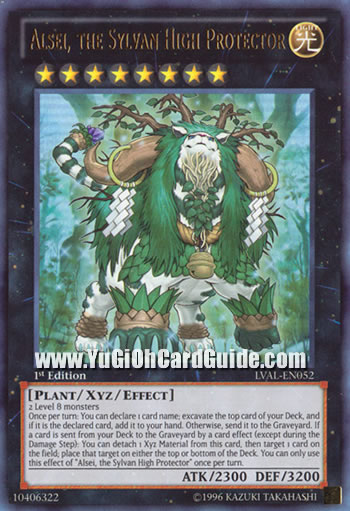 ALSEI, THE SYLVAN HIGH PROTECTOR
LIGHT
光
www.YuGiOhCardGuide.com
1st Edition
LVAL-EN052
[PLANT/XYZ/EFFECT]
2 Level 8 monsters
Once per turn: You can declare 1 card name; excavate the top card of your Deck, and
if it is the declared card, add it to your hand. Otherwise, send it to the Graveyard. If
a card is sent from your Deck to the Graveyard by a card effect (except during the
Damage Step): You can detach 1 Xyz Material from this card, then target 1 card on
the field; place that target on either the top or bottom of the Deck. You can only use
this effect of "Alsei, the Sylvan High Protector" once per turn.
ATK/2300 DEF/3200
10406322
©1996 KAZUKI TAKAHASHI